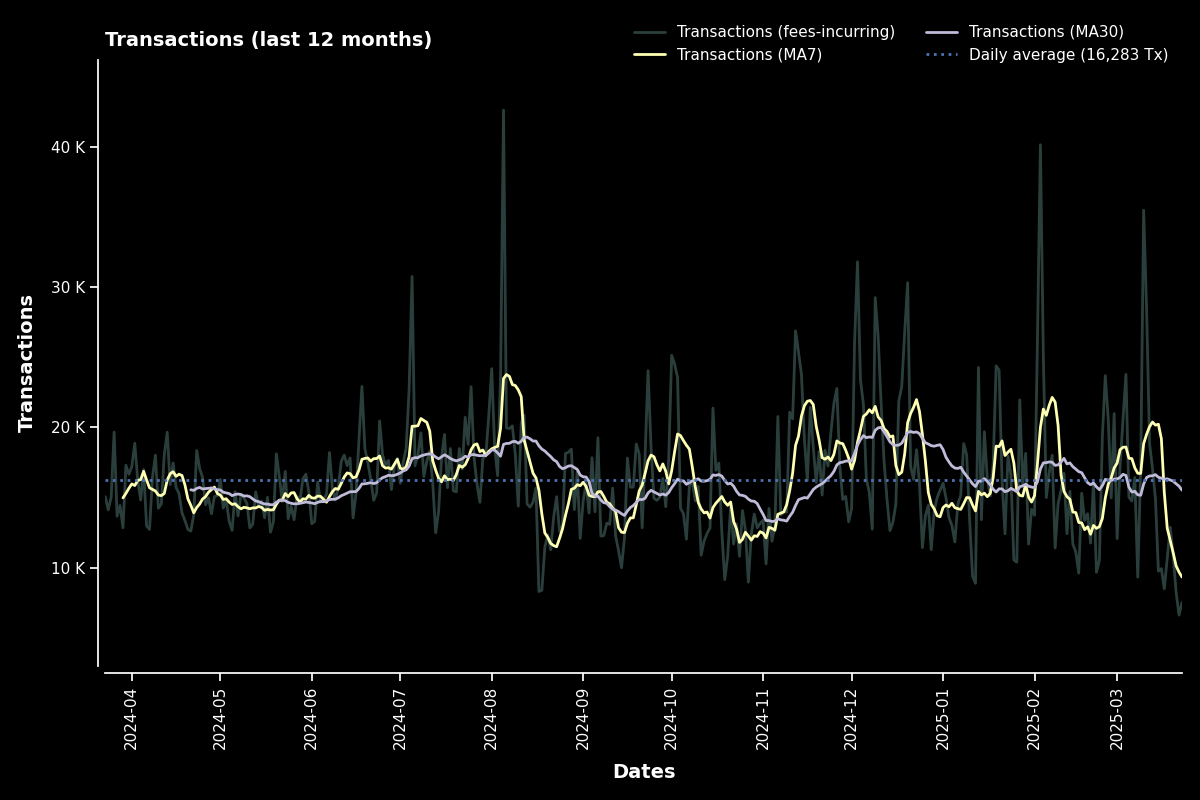 Transactions (last 12 months)
Transactions (fees-incurring)
Transactions (MA7)
Transactions (MA30)
Daily average (16,283 Tx)
Transactions
40 K
30 K
20 K
10 K
2024-04
2024-05
2024-06
2024-07
2024-08
2024-09
2024-10
2024-11
2024-12
2025-01
2025-02
2025-03
Dates